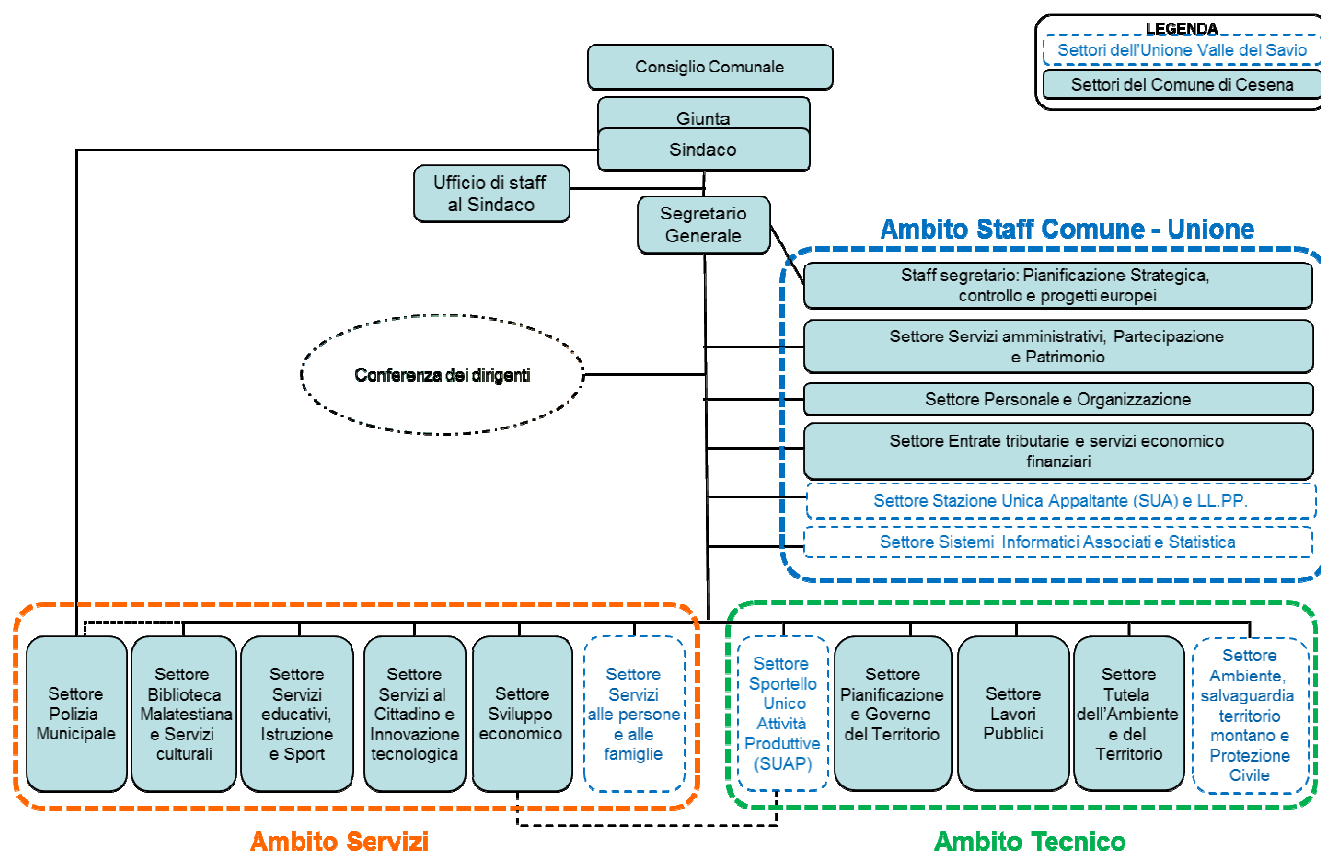 LEGENDA
Settori dell'Unione Valle del Savio
Settori del Comune di Cesena
Consiglio Comunale
Giunta
Sindaco
Ufficio di staff
al Sindaco
Segretario
Generale
Ambito Staff Comune - Unione
Staff segretario: Pianificazione Strategica,
controllo e progetti europei
Settore Servizi amministrativi, Partecipazione
e Patrimonio
Conferenza dei dirigenti
Settore Personale e Organizzazione
Settore Entrate tributarie e servizi economico
finanziari
Settore Stazione Unica Appaltante (SUA) e LL.PP.
Settore Sistemi Informatici Associati e Statistica
Settore
Polizia
Municipale
Settore
Biblioteca
Malatestiana
e Servizi
culturali
Settore
Servizi
educativi,
Istruzione
e Sport
Settore
Servizi al
Cittadino e
Innovazione
tecnologica
Settore
Sviluppo
economico
Settore
Servizi
alle persone
e alle
famiglie
Settore
Sportello
Unico
Attività
Produttive
(SUAP)
Settore
Pianificazione
e Governo
del Territorio
Settore
Lavori
Pubblici
Settore
Tutela
dell'Ambiente
e del
Territorio
Settore
Ambiente,
salvaguardia
territorio
montano e
Protezione
Civile
Ambito Servizi
Ambito Tecnico